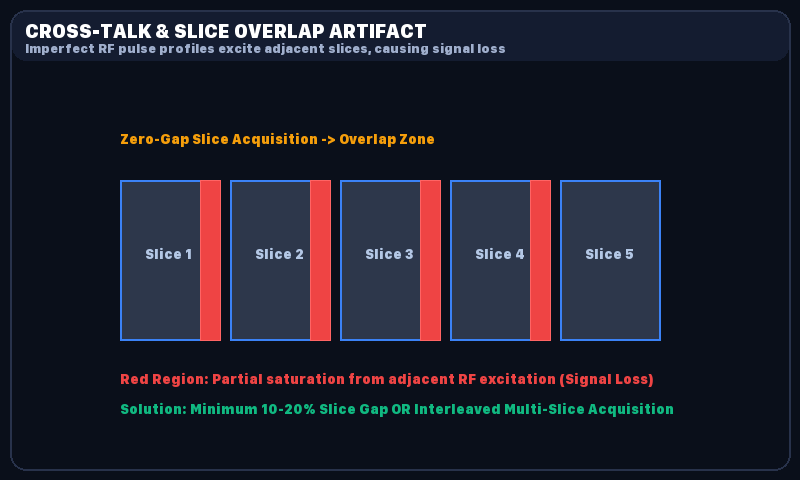 CROSS-TALK & SLICE OVERLAP ARTIFACT
Imperfect RF pulse profiles excite adjacent slices, causing signal loss
Zero-Gap Slice Acquisition -> Overlap Zone
Slice 1
Slice 2
Slice 3
Slice 4
Slice 5
Red Region: Partial saturation from adjacent RF excitation (Signal Loss)
Solution: Minimum 10-20% Slice Gap OR Interleaved Multi-Slice Acquisition